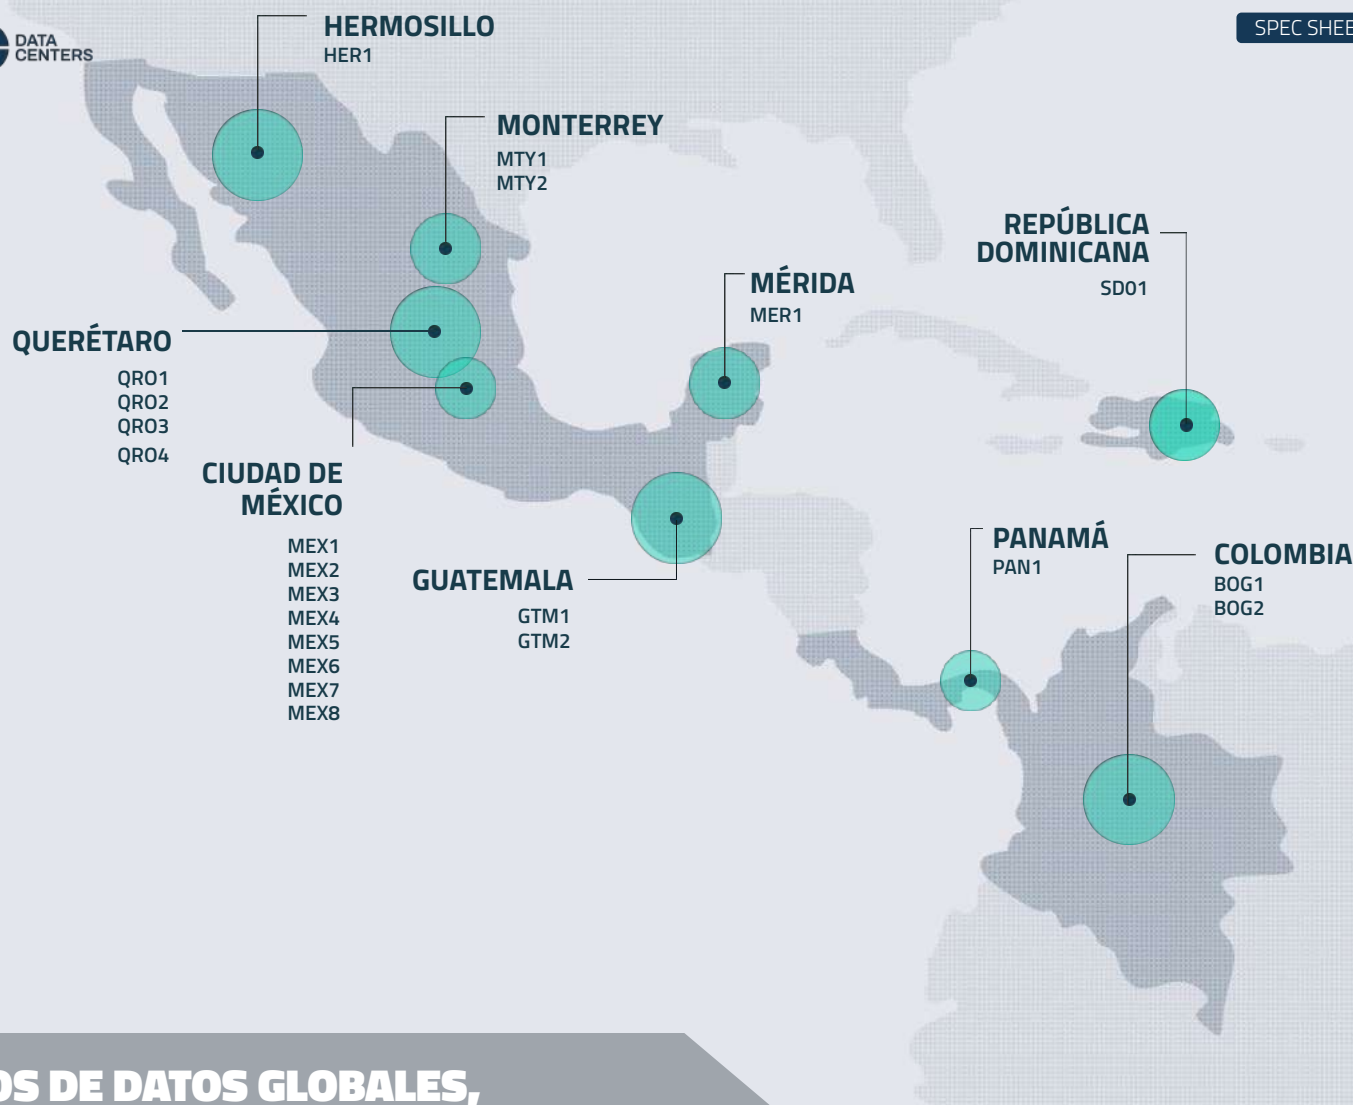 DATA
CENTERS
SPEC SHEE
HERMOSILLO
HER1
MONTERREY
MTY1
MTY2
REPÚBLICA
DOMINICANA
SDO1
MÉRIDA
MER1
QUERÉTARO
QRO1
QRO2
QRO3
QRO4
CIUDAD DE
MÉXICO
MEX1
MEX2
MEX3
MEX4
MEX5
MEX6
MEX7
MEX8
GUATEMALA
GTM1
GTM2
PANAMÁ
PAN1
COLOMBIA
BOG1
BOG2
OS DE DATOS GLOBALES,